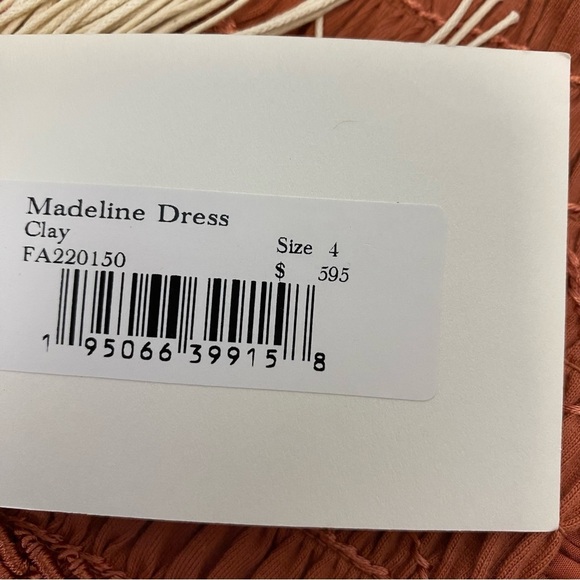 Madeline Dress
Clay
Size 4
FA220150
$ 595
1 95066 39915 8